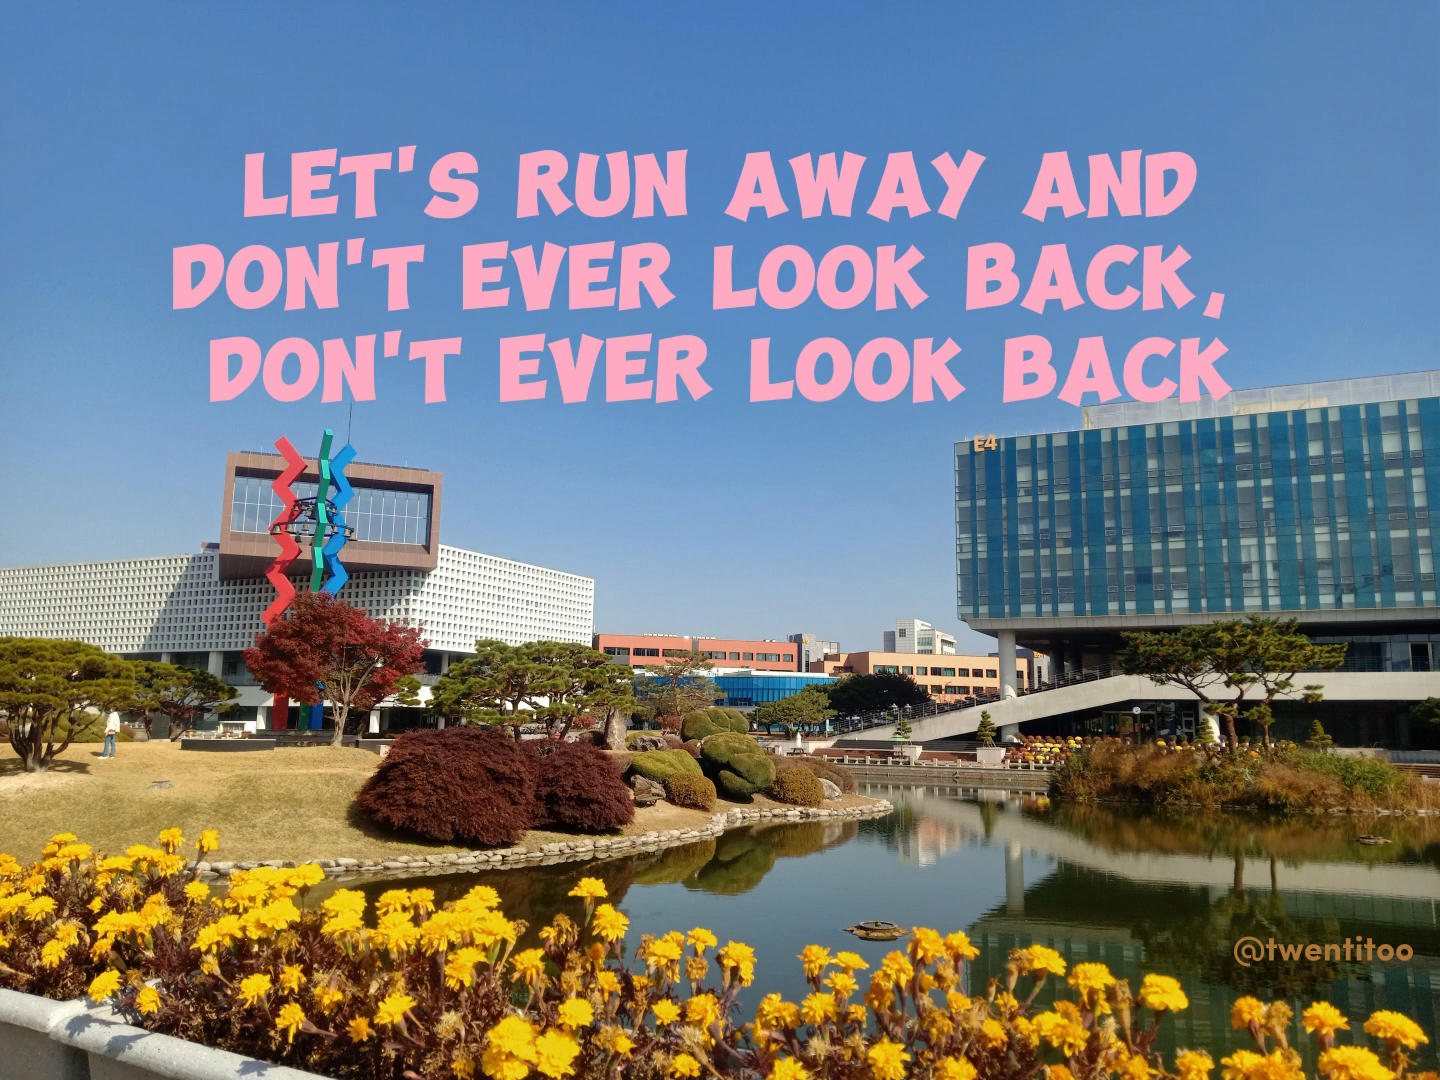 LET'S RUN AWAY AND
DON'T EVER LOOK BACK,
DON'T EVER LOOK BACK
E4
@twentitoo